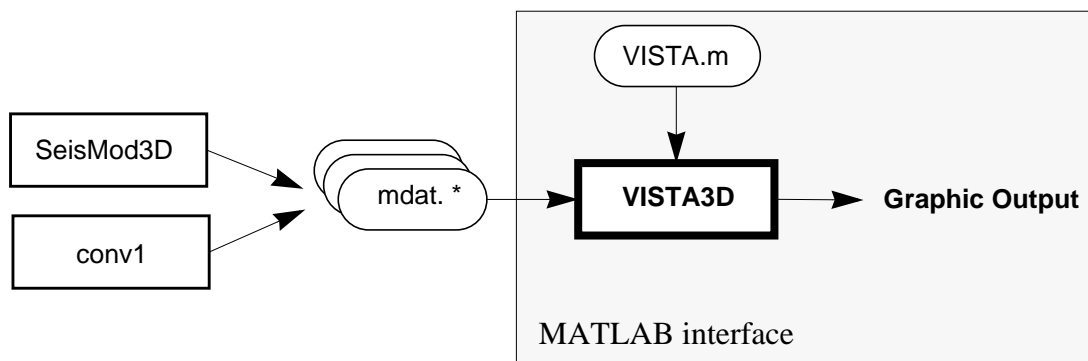 VISTA.m
SeisMod3D
mdat. *
VISTA3D
Graphic Output
conv1
MATLAB interface